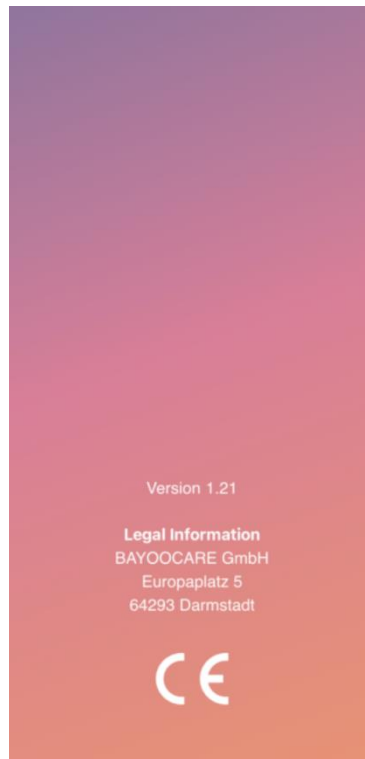 Version 1.21
Legal Information
BAYOOCARE GmbH
Europaplatz 5
64293 Darmstadt
CE